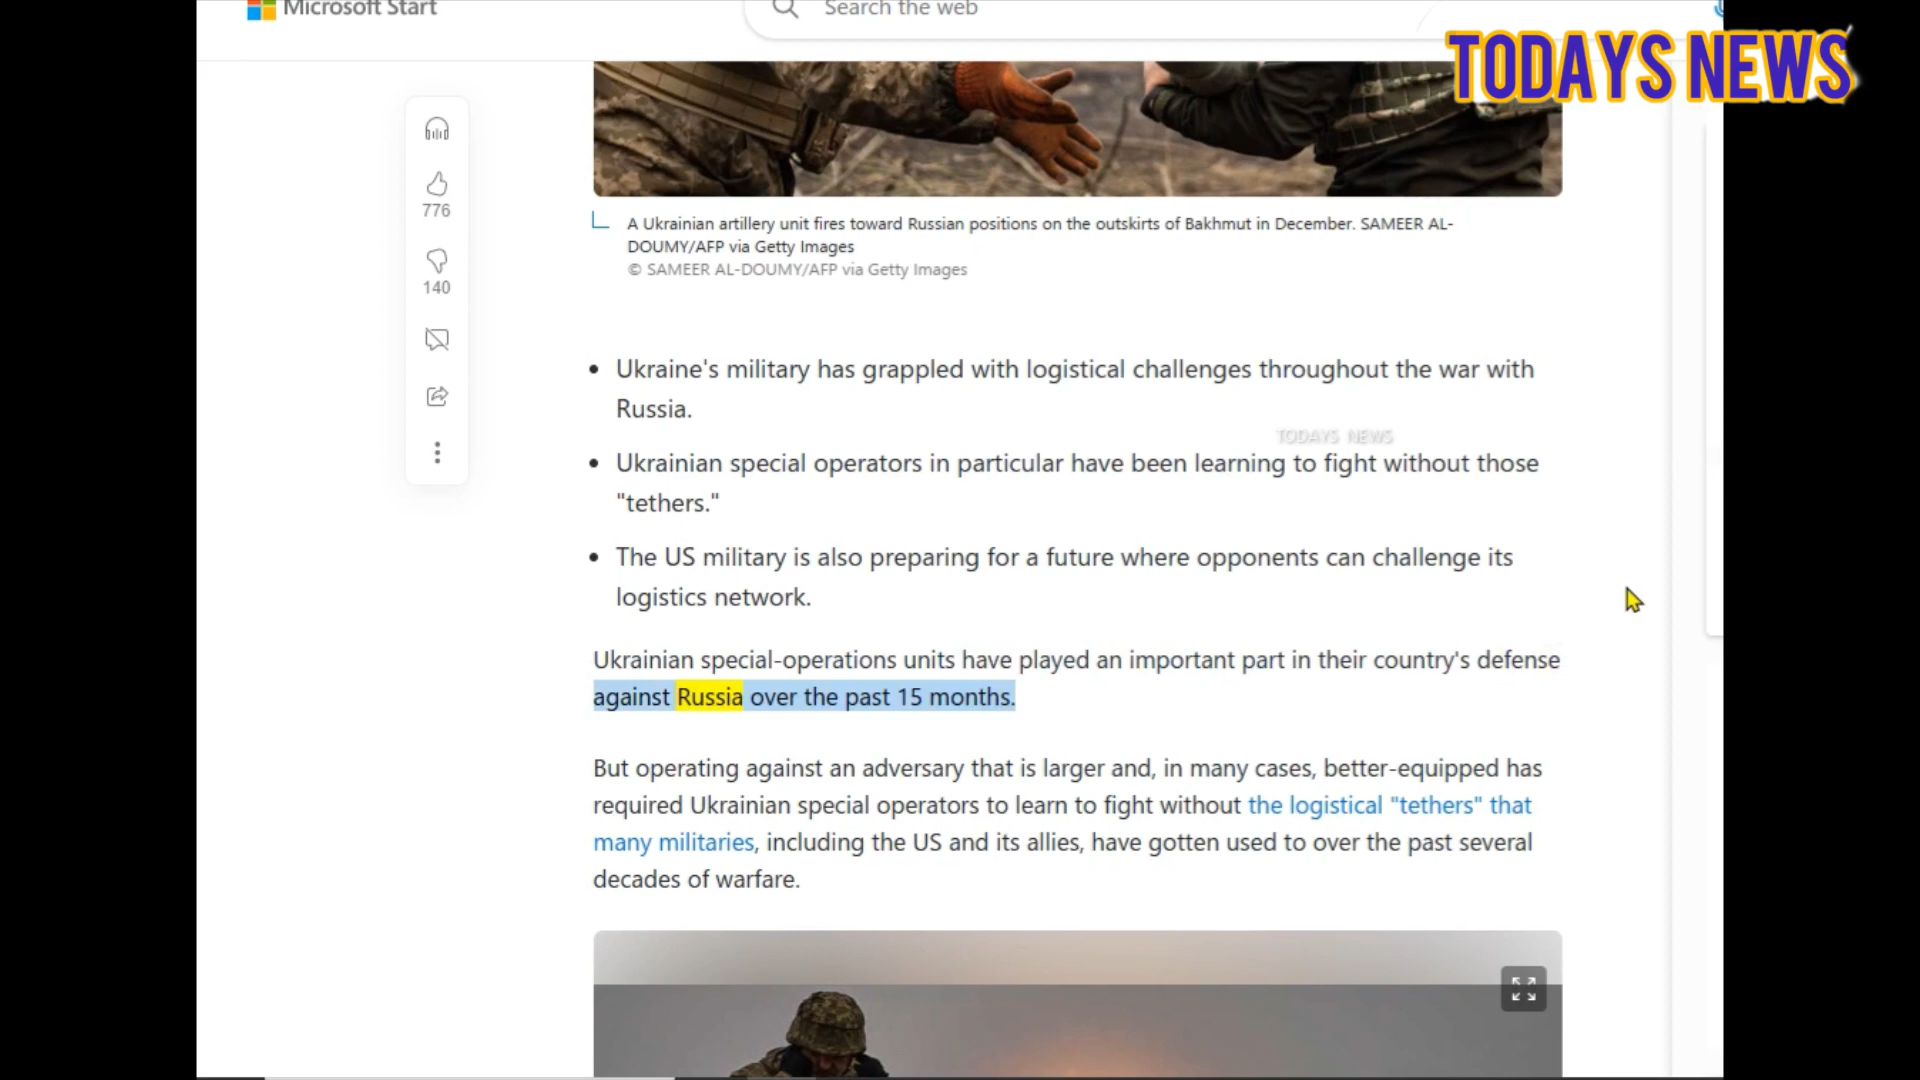 Microsoft Start
Search the web
TODAYS NEWS
776
140
A Ukrainian artillery unit fires toward Russian positions on the outskirts of Bakhmut in December. SAMEER AL-
DOUMY/AFP via Getty Images
© SAMEER AL-DOUMY/AFP via Getty Images
• Ukraine's military has grappled with logistical challenges throughout the war with
Russia.
TODAYS NEWS
• Ukrainian special operators in particular have been learning to fight without those
"tethers."
• The US military is also preparing for a future where opponents can challenge its
logistics network.
Ukrainian special-operations units have played an important part in their country's defense
against Russia over the past 15 months.
But operating against an adversary that is larger and, in many cases, better-equipped has
required Ukrainian special operators to learn to fight without the logistical "tethers" that
many militaries, including the US and its allies, have gotten used to over the past several
decades of warfare.